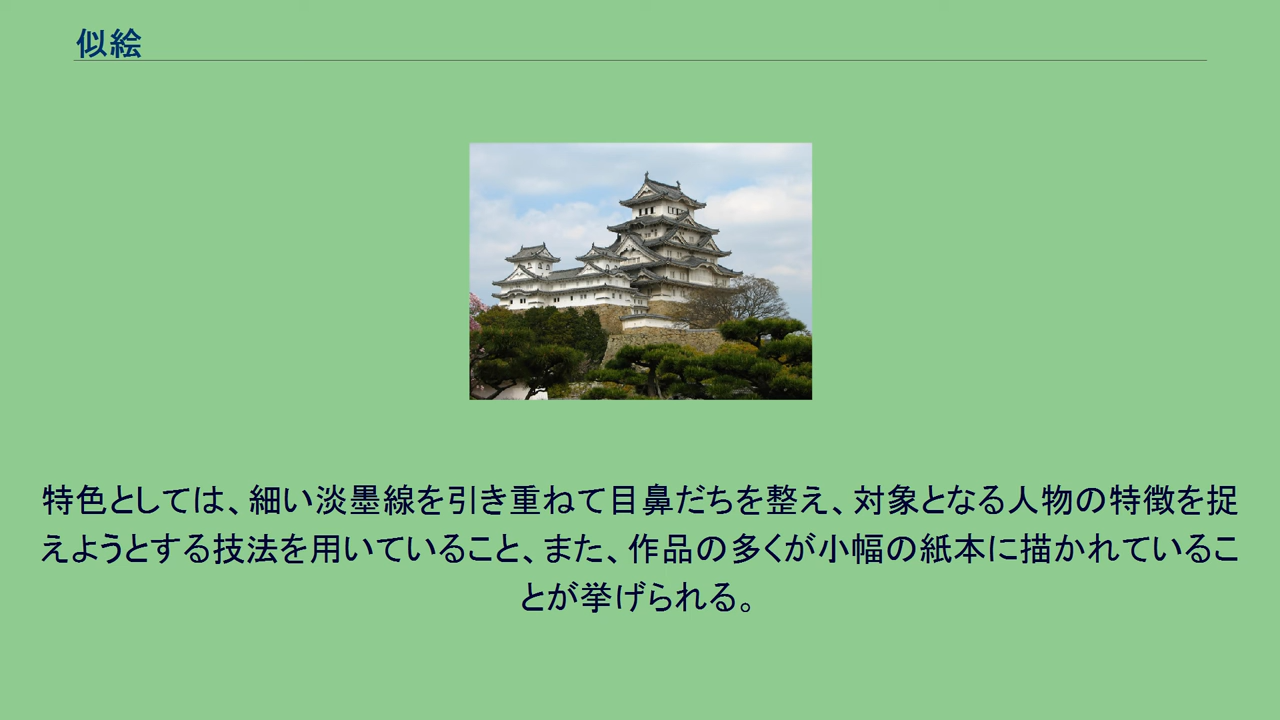 似絵
特色としては、細い淡墨線を引き重ねて目鼻だちを整え、対象となる人物の特徴を捉
えようとする技法を用いていること、また、作品の多くが小幅の紙本に描かれているこ
とが挙げられる。